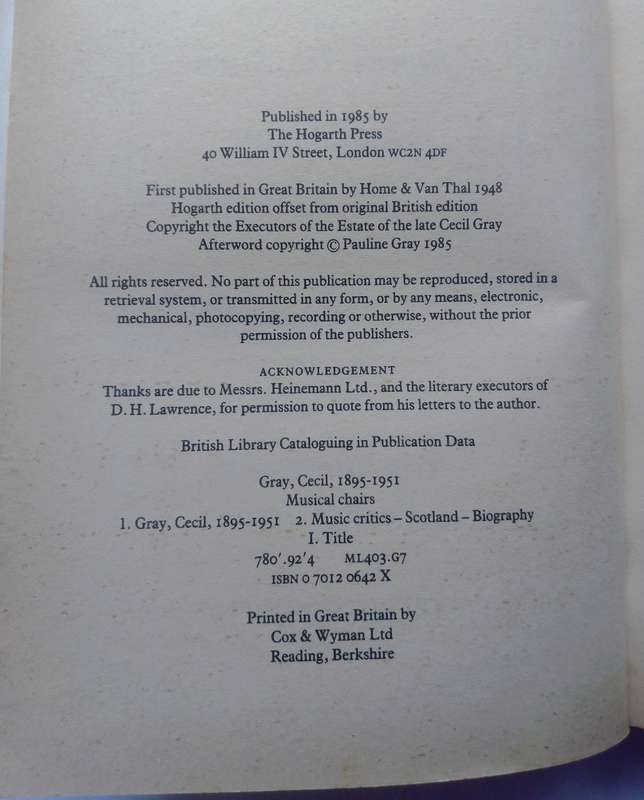 Published in 1985 by
The Hogarth Press
40 William IV Street, London WC2N 4DF
First published in Great Britain by Home & Van Thal 1948
Hogarth edition offset from original British edition
Copyright the Executors of the Estate of the late Cecil Gray
Afterword copyright © Pauline Gray 1985
All rights reserved. No part of this publication may be reproduced, stored in a
retrieval system, or transmitted in any form, or by any means, electronic,
mechanical, photocopying, recording or otherwise, without the prior
permission of the publishers.
ACKNOWLEDGEMENT
Thanks are due to Messrs. Heinemann Ltd., and the literary executors of
D. H. Lawrence, for permission to quote from his letters to the author.
British Library Cataloguing in Publication Data
Gray, Cecil, 1895-1951
Musical chairs
1. Gray, Cecil, 1895-1951 2. Music critics – Scotland – Biography
I. Title
780'.92'4 ML403.G7
ISBN 0 7012 0642 X
Printed in Great Britain by
Cox & Wyman Ltd
Reading, Berkshire